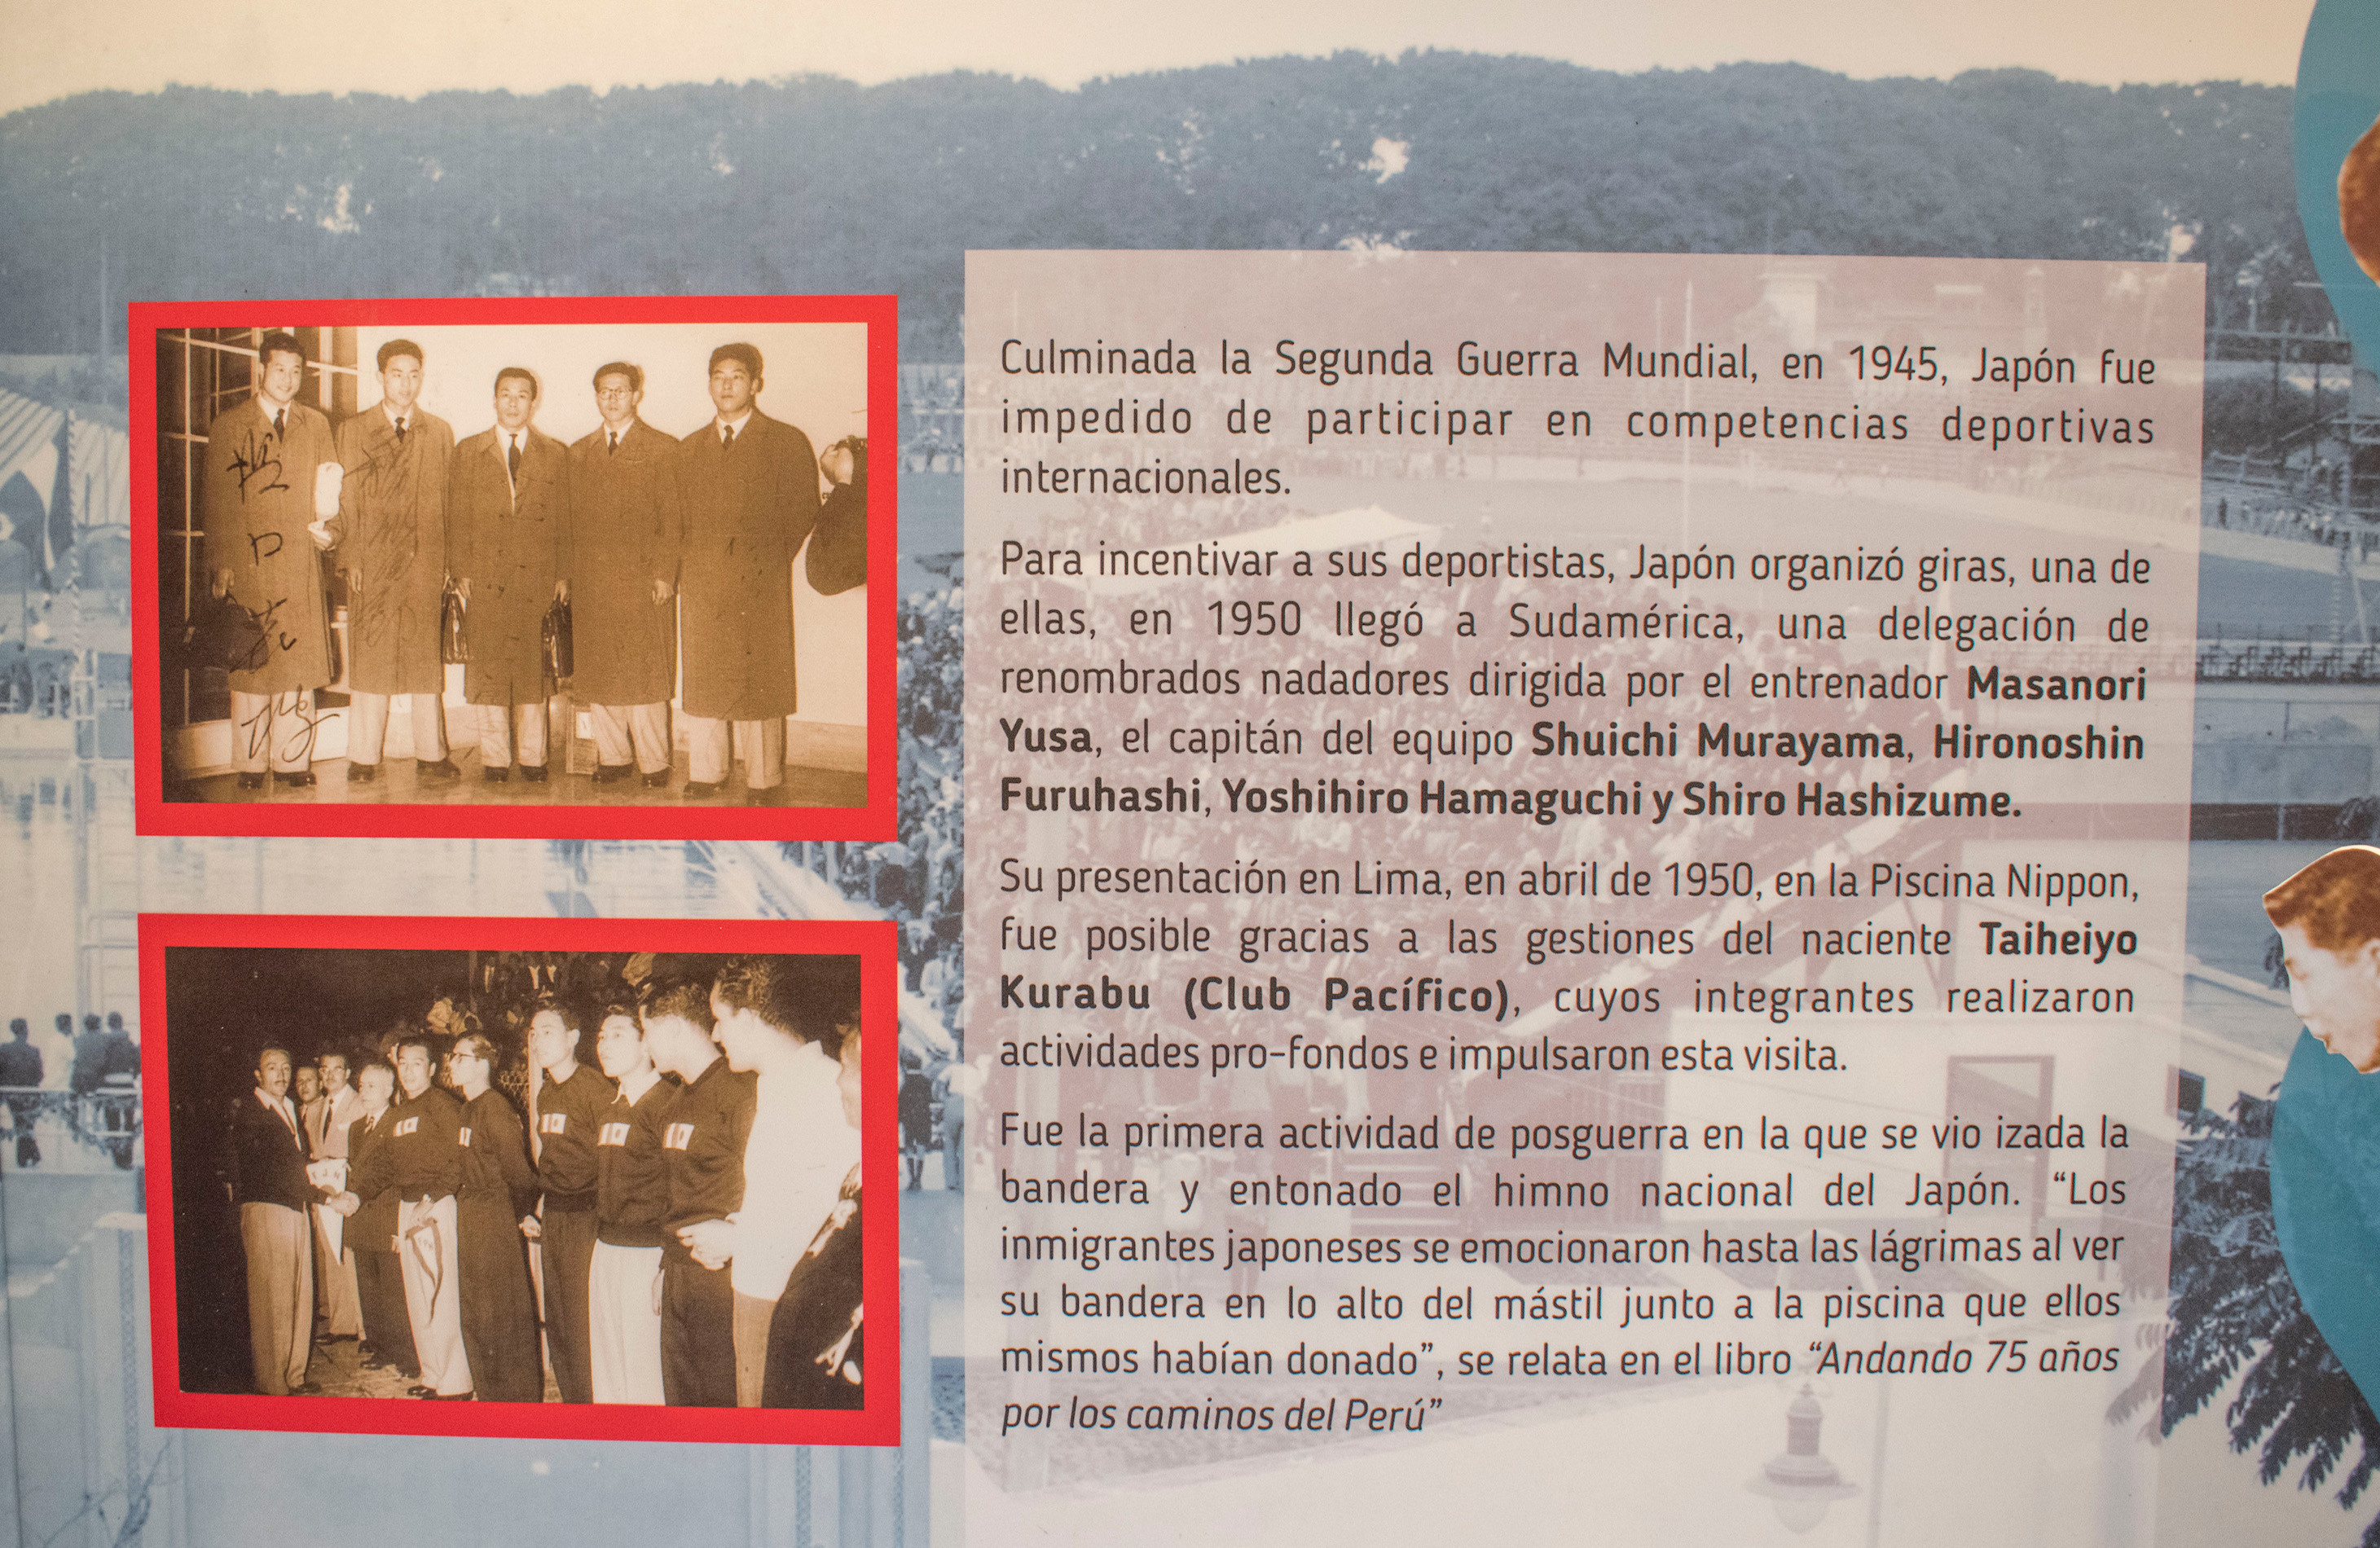 Culminada la Segunda Guerra Mundial, en 1945, Japón fue
impedido de participar en competencias deportivas
internacionales.
Para incentivar a sus deportistas, Japón organizó giras, una de
ellas, en 1950 llegó a Sudamérica, una delegación de
renombrados nadadores dirigida por el entrenador Masanori
Yusa, el capitán del equipo Shuichi Murayama, Hironoshin
Furuhashi, Yoshihiro Hamaguchi y Shiro Hashizume.
Su presentación en Lima, en abril de 1950, en la Piscina Nippon,
fue posible gracias a las gestiones del naciente Taiheiyo
Kurabu (Club Pacífico), cuyos integrantes realizaron
actividades pro-fondos e impulsaron esta visita.
Fue la primera actividad de posguerra en la que se vio izada la
bandera y entonado el himno nacional del Japón. “Los
inmigrantes japoneses se emocionaron hasta las lágrimas al ver
su bandera en lo alto del mástil junto a la piscina que ellos
mismos habían donado”, se relata en el libro “Andando 75 años
por los caminos del Perú”